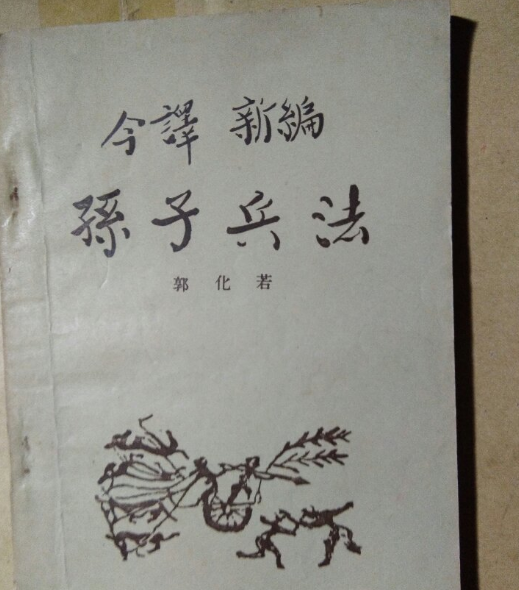 今譯 新編
孫子兵法
郭化若